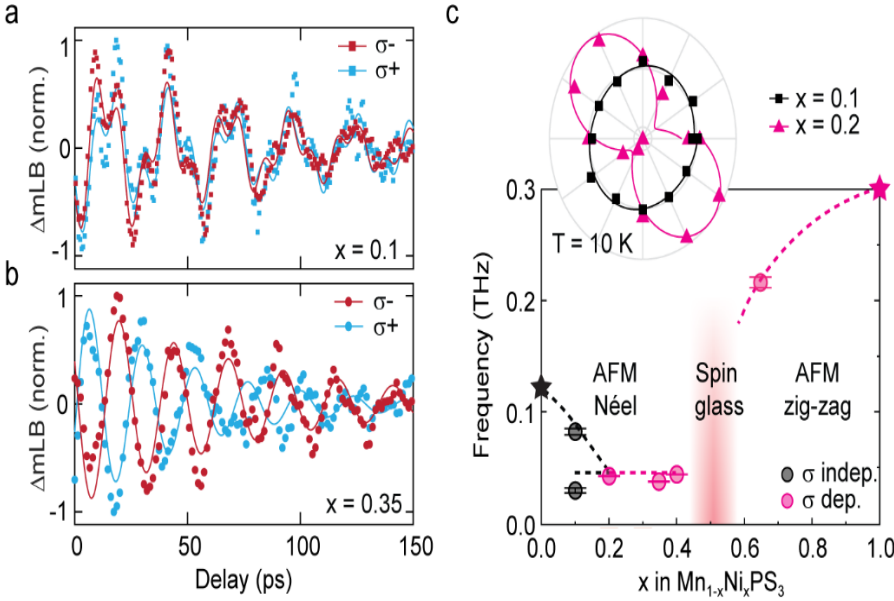 a
ΔmLB (norm.)
1
0
-1
σ-
σ+
x = 0.1
b
ΔmLB (norm.)
1
0
-1
σ-
σ+
x = 0.35
0
50
100
150
Delay (ps)
c
x = 0.1
x = 0.2
T = 10 K
Frequency (THz)
0.3
0.2
0.1
0.0
AFM
Néel
Spin
glass
AFM
zig-zag
σ indep.
σ dep.
0.0
0.2
0.4
0.6
0.8
1.0
x in Mn₁₋ₓNiₓPS₃